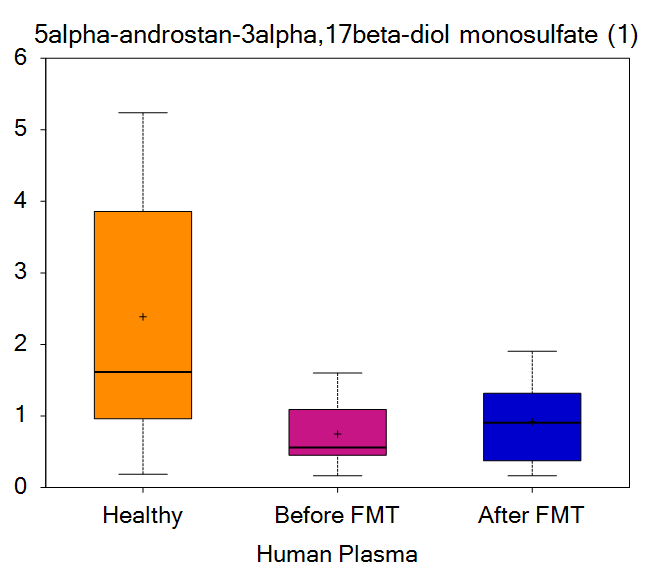 5alpha-androstan-3alpha,17beta-diol monosulfate (1)
6
5
4
3
2
1
0
Healthy Before FMT After FMT
Human Plasma